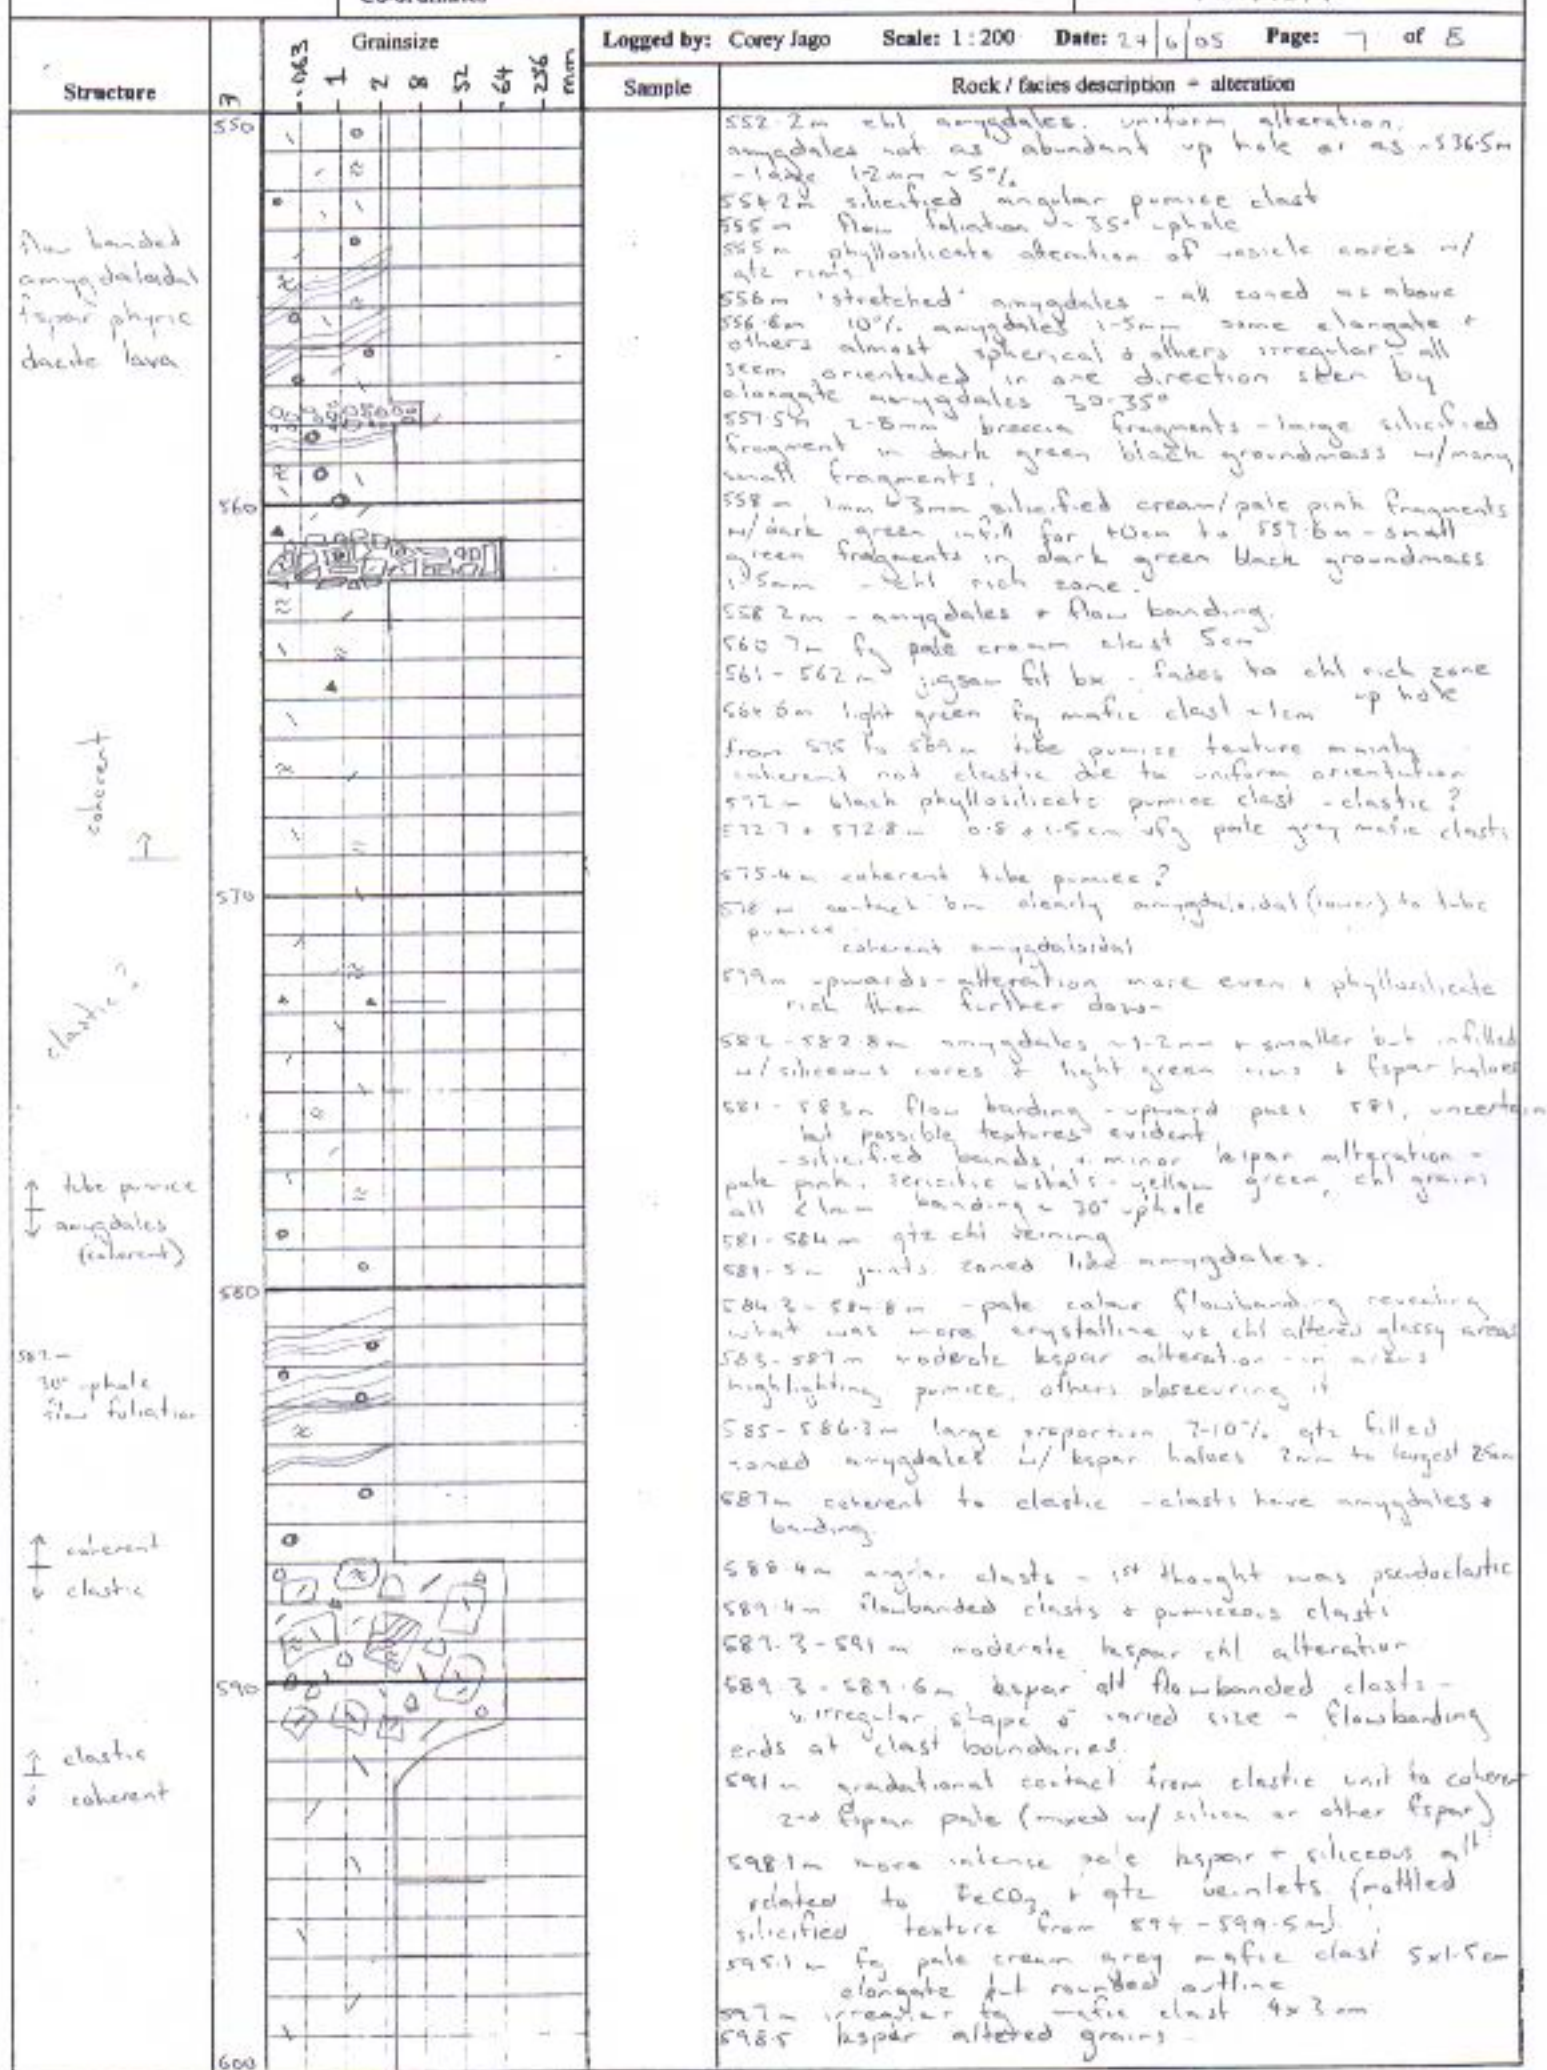 Co-ordinates
Grainsize
Logged by: Corey Jago Scale: 1:200 Date: 24/6/05 Page: 7 of 8
Structure
m
.063 1 2 8 32 64 256 mm
Sample
Rock / facies description + alteration
550
560
570
580
590
600
flow banded
amygdaloidal
fspar phyric
dacite lava
coherent
↑
clastic?
↑ tube pumice
↓ amygdales
(coherent)
582m
30° uphole
flow foliation
↑ coherent
↓ clastic
↑ clastic
↓ coherent
552.2m chl amygdales, uniform alteration,
amygdales not as abundant up hole or as ~536.5m
- large 1-2mm ~5%
554.2m silicified angular pumice clast
555m flow foliation ~ 35° uphole
555m phyllosilicate alteration of vesicle cores w/
qtz rims
556m 'stretched' amygdales - all zoned as above
556.6m 10% amygdales 1-5mm some elongate +
others almost spherical & others irregular - all
seem orientated in one direction seen by
elongate amygdales 30-35°
557.5m 2-8mm breccia fragments - large silicified
fragment in dark green black groundmass w/many
small fragments.
558m 1mm-3mm silicified cream/pale pink fragments
w/dark green infill for 40cm to 557.6m - small
green fragments in dark green black groundmass
1-5mm - chl rich zone.
558.2m - amygdales + flow banding.
560.7m fg pale cream clast 5cm
561-562m jigsaw fit bx - fades to chl rich zone
up hole
564.6m light green fg mafic clast ~1cm
from 575 to 569m tube pumice texture mainly
coherent not clastic due to uniform orientation
572m black phyllosilicate pumice clast - clastic?
572.7 + 572.8m 0.8 + 1.5cm vfg pale grey mafic clasts
575.4m coherent tube pumice?
578m contact b/n clearly amygdaloidal (lower) to tube
pumice
coherent amygdaloidal
579m upwards - alteration more even + phyllosilicate
rich then further down
582-582.8m amygdales ~1-2mm + smaller but infilled
w/siliceous cores + light green rims + fspar haloes
581-583m flow banding - upward past 581, uncertain
but possible textures evident
- silicified bands, + minor kspar alteration -
pale pink, sericitic - yellow green, chl grains
all <1mm banding ~ 30° uphole
581-584m qtz chl veining
581.5m joints zoned like amygdales.
584.3-584.8m - pale colour flowbanding revealing
what was more crystalline vs chl altered glassy areas
583-587m moderate kspar alteration - in areas
highlighting pumice, others obsecuring it
585-586.3m large proportion 7-10% qtz filled
zoned amygdales w/ kspar haloes 2mm to largest
587m coherent to clastic - clasts have amygdales +
banding.
588.4m angular clasts - 1st thought was pseudoclastic
589.4m flowbanded clasts + pumiceous clasts
587.3-591m moderate kspar chl alteration
589.3-589.6m kspar alt flowbanded clasts -
v. irregular shape & varied size - flowbanding
ends at clast boundaries.
591m gradational contact from clastic unit to coherent
fspar pale (mixed w/ silica or other fspar)
598.1m more intense pale kspar + siliceous alt
related to FeCO3 + qtz veinlets (mottled
silicified texture from 594-599.5m)
595.1m fg pale cream grey mafic clast 5x1.5cm
elongate but rounded outline
597m irregular fg mafic clast 4x3cm
598.5 kspar altered grains